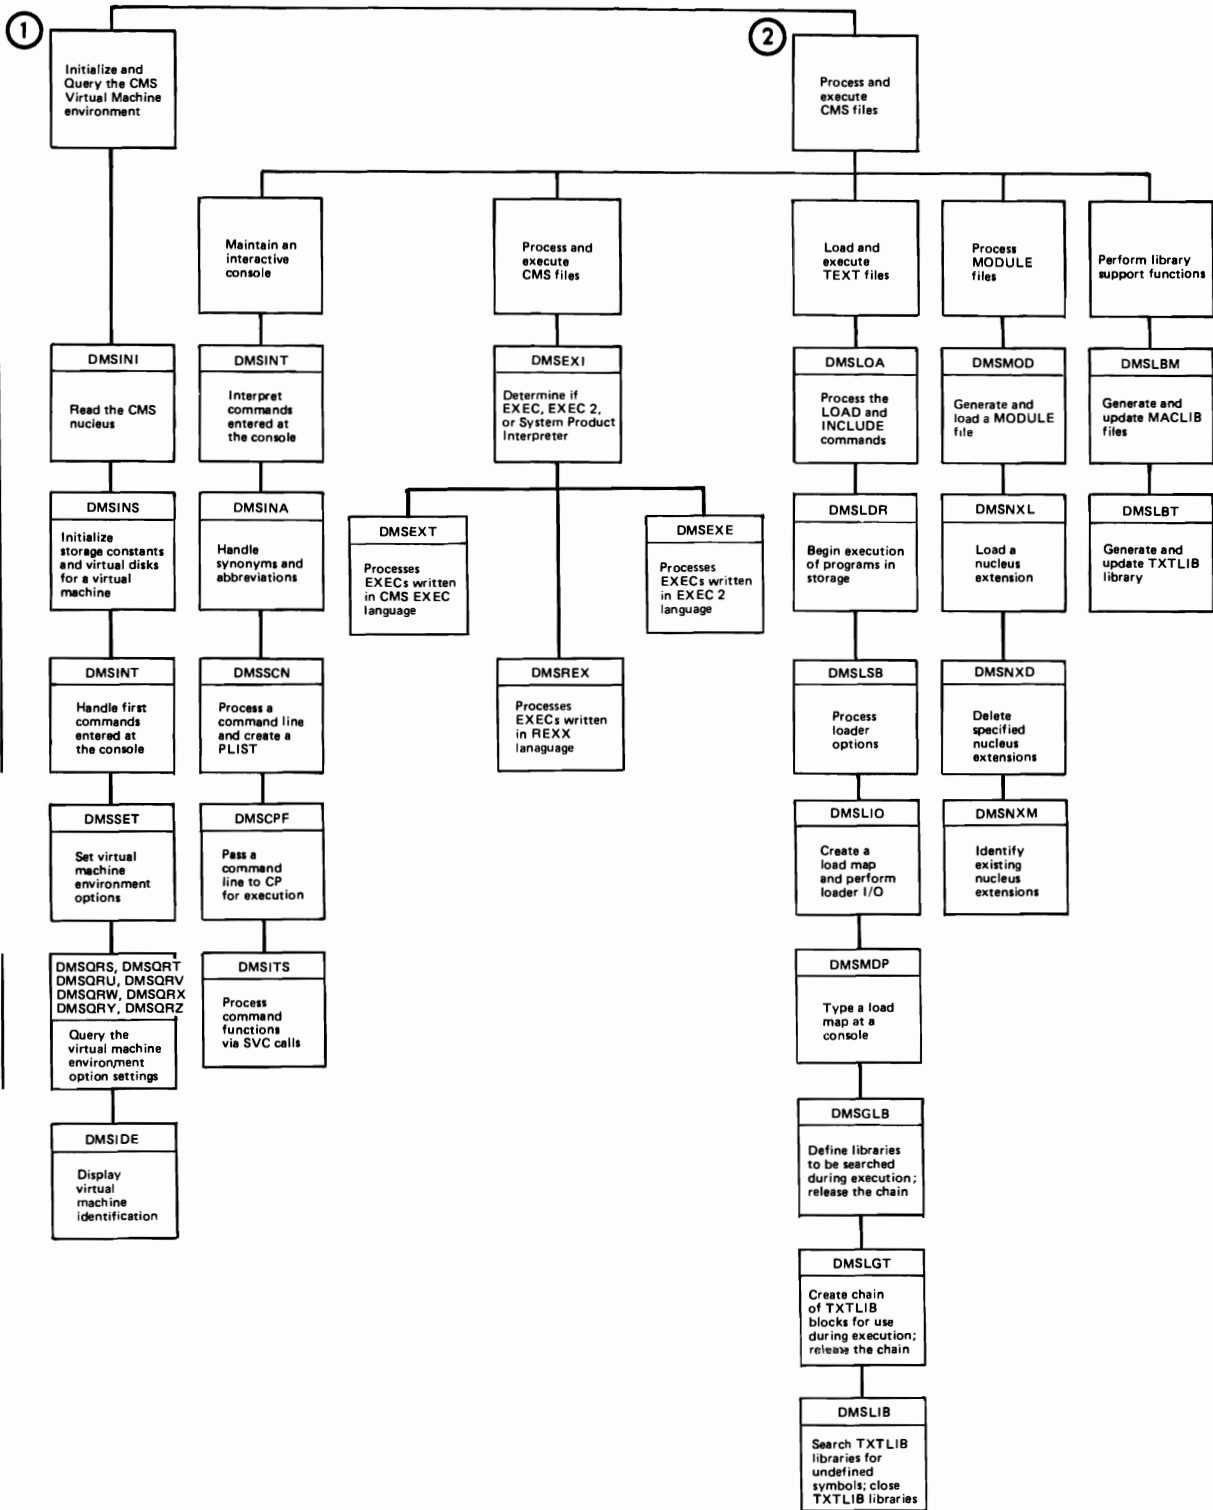 1
Initialize and
Query the CMS
Virtual Machine
environment
2
Process and
execute
CMS files
Maintain an
interactive
console
Process and
execute
CMS files
Load and
execute
TEXT files
Process
MODULE
files
Perform library
support functions
DMSINI
Read the CMS
nucleus
DMSINT
Interpret
commands
entered at
the console
DMSEXI
Determine if
EXEC, EXEC 2,
or System Product
Interpreter
DMSLOA
Process the
LOAD and
INCLUDE
commands
DMSMOD
Generate and
load a MODULE
file
DMSLBM
Generate and
update MACLIB
files
DMSINS
Initialize
storage constants
and virtual disks
for a virtual
machine
DMSINA
Handle
synonyms and
abbreviations
DMSEXT
Processes
EXECs written
in CMS EXEC
language
DMSEXE
Processes
EXECs written
in EXEC 2
language
DMSLDR
Begin execution
of programs in
storage
DMSNXL
Load a
nucleus
extension
DMSLBT
Generate and
update TXTLIB
library
DMSINT
Handle first
commands
entered at
the console
DMSSCN
Process a
command line
and create a
PLIST
DMSREX
Processes
EXECs written
in REXX
lanaguage
DMSLSB
Process
loader
options
DMSNXD
Delete
specified
nucleus
extensions
DMSSET
Set virtual
machine
environment
options
DMSCPF
Pass a
command
line to CP
for execution
DMSLIO
Create a
load map
and perform
loader I/O
DMSNXM
Identify
existing
nucleus
extensions
DMSQRS, DMSQRT
DMSQRU, DMSQRV
DMSQRW, DMSQRX
DMSQRY, DMSQRZ
Query the
virtual machine
environment
option settings
DMSITS
Process
command
functions
via SVC calls
DMSMDP
Type a load
map at a
console
DMSIDE
Display
virtual
machine
identification
DMSGLB
Define libraries
to be searched
during execution;
release the chain
DMSLGT
Create chain
of TXTLIB
blocks for use
during execution;
release the chain
DMSLIB
Search TXTLIB
libraries for
undefined
symbols; close
TXTLIB libraries